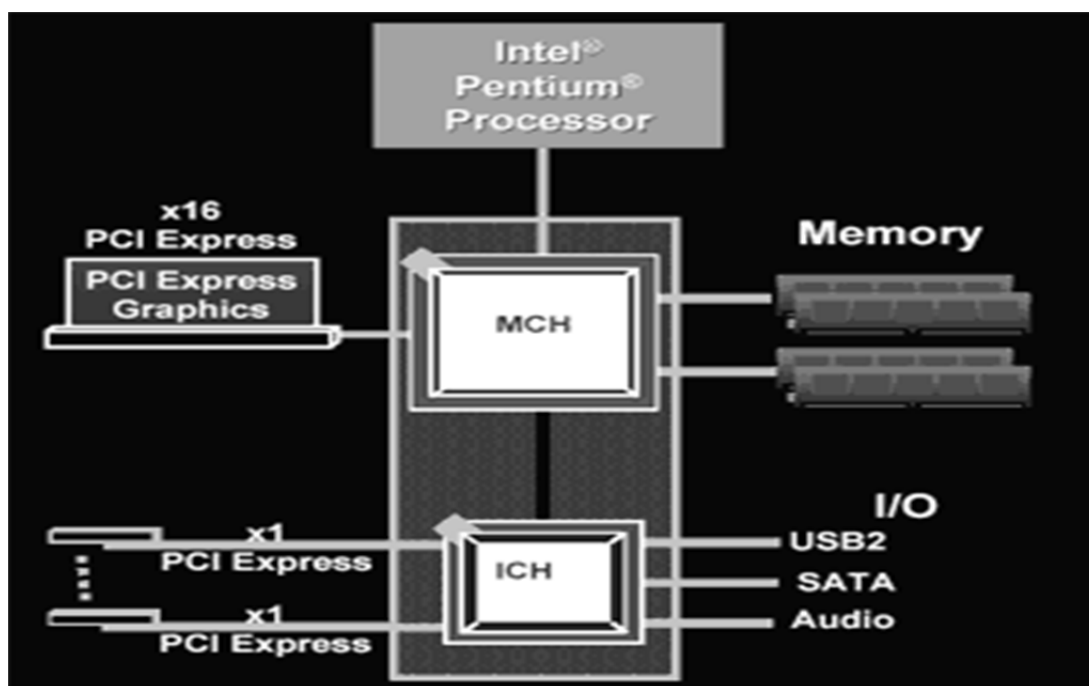 Intel®
Pentium®
Processor
x16
PCI Express
PCI Express
Graphics
MCH
Memory
I/O
x1
PCI Express
x1
PCI Express
ICH
USB2
SATA
Audio